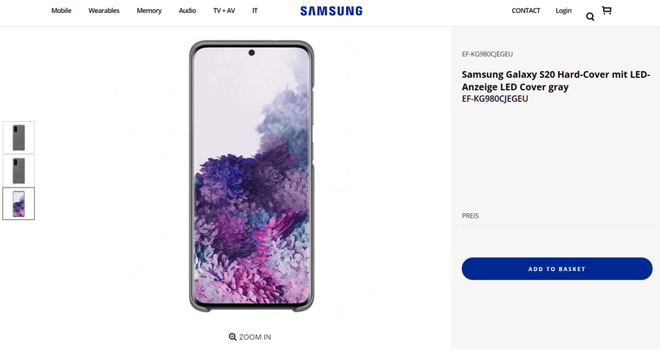 Mobile Wearables Memory Audio TV + AV IT SAMSUNG CONTACT Login
EF-KG980CJEGEU
Samsung Galaxy S20 Hard-Cover mit LED-
Anzeige LED Cover gray
EF-KG980CJEGEU
PREIS
ADD TO BASKET
ZOOM IN